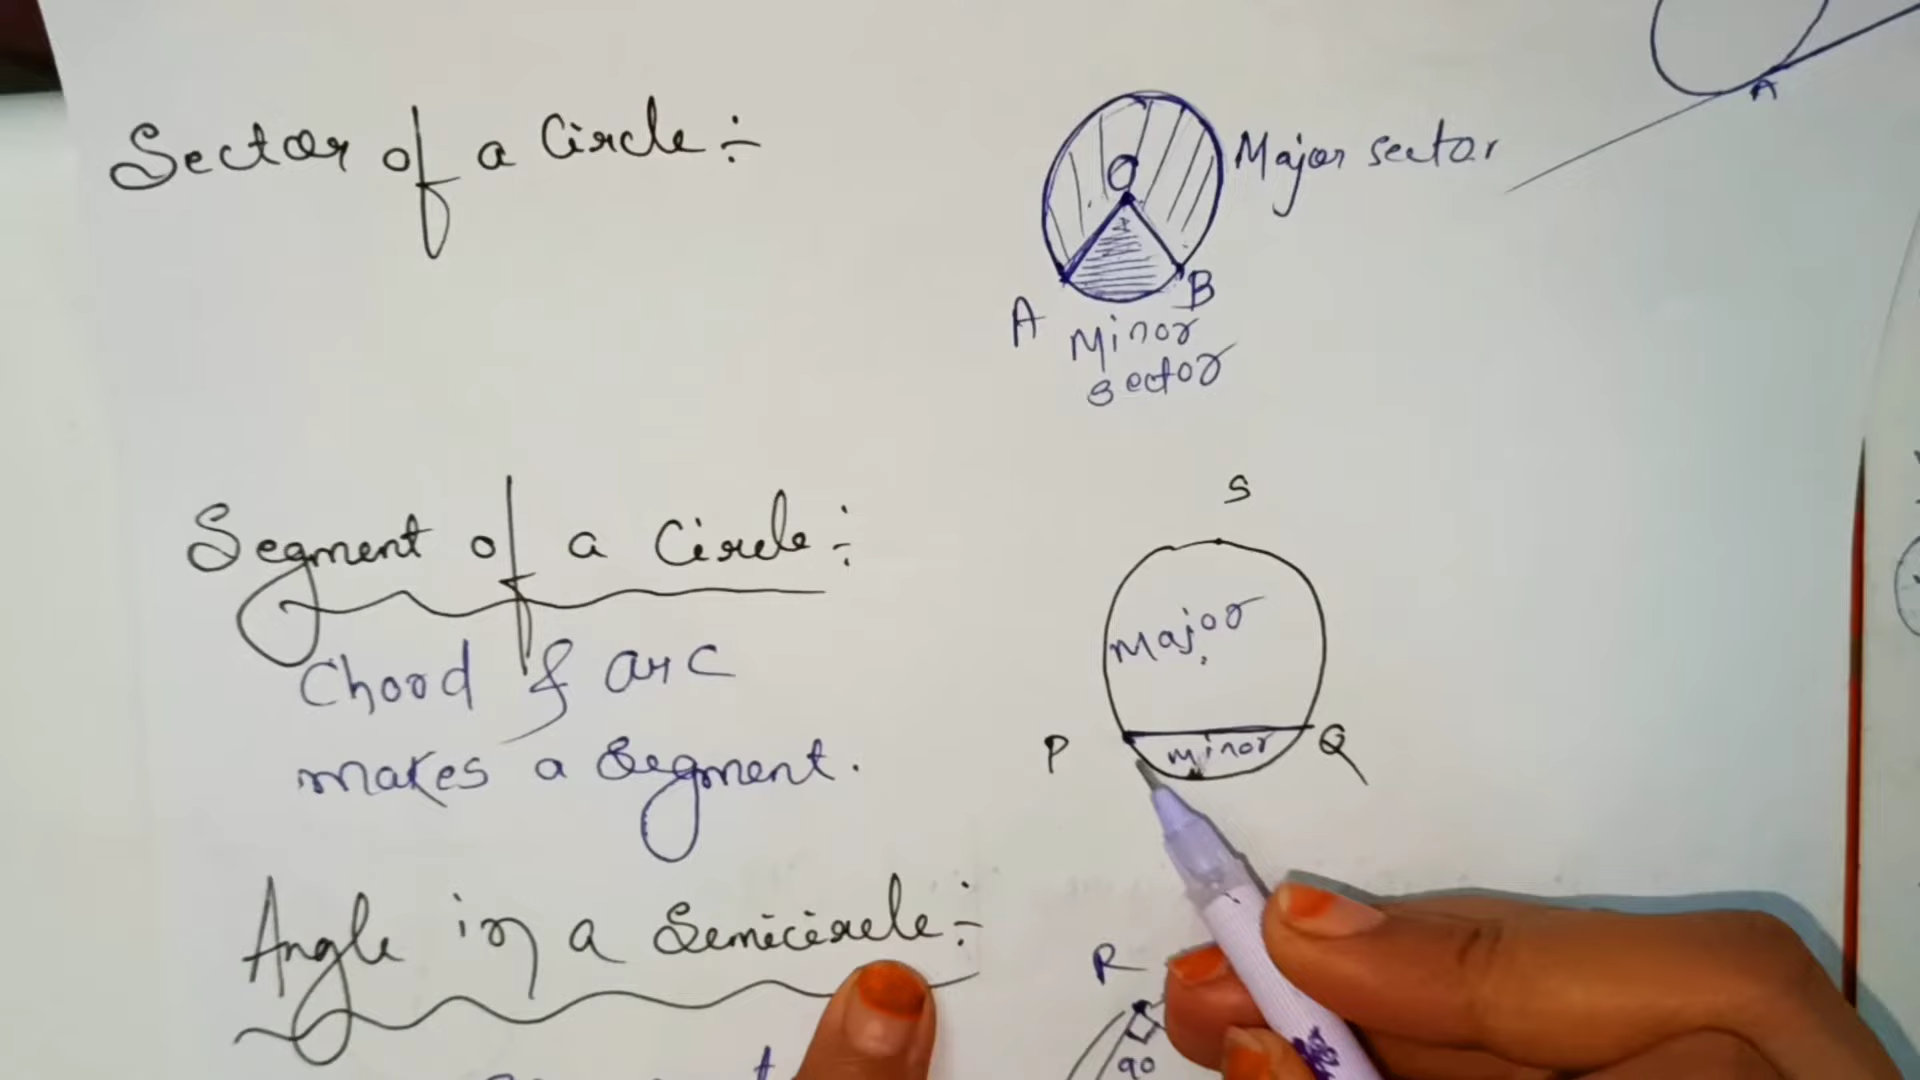 Sector of a Circle :-
O
Major sector
A
B
Minor
sector
A
Segment of a Circle :-
S
Major
Chord & arc
makes a segment.
P
minor
Q
Angle in a Semicircle :-
R
90